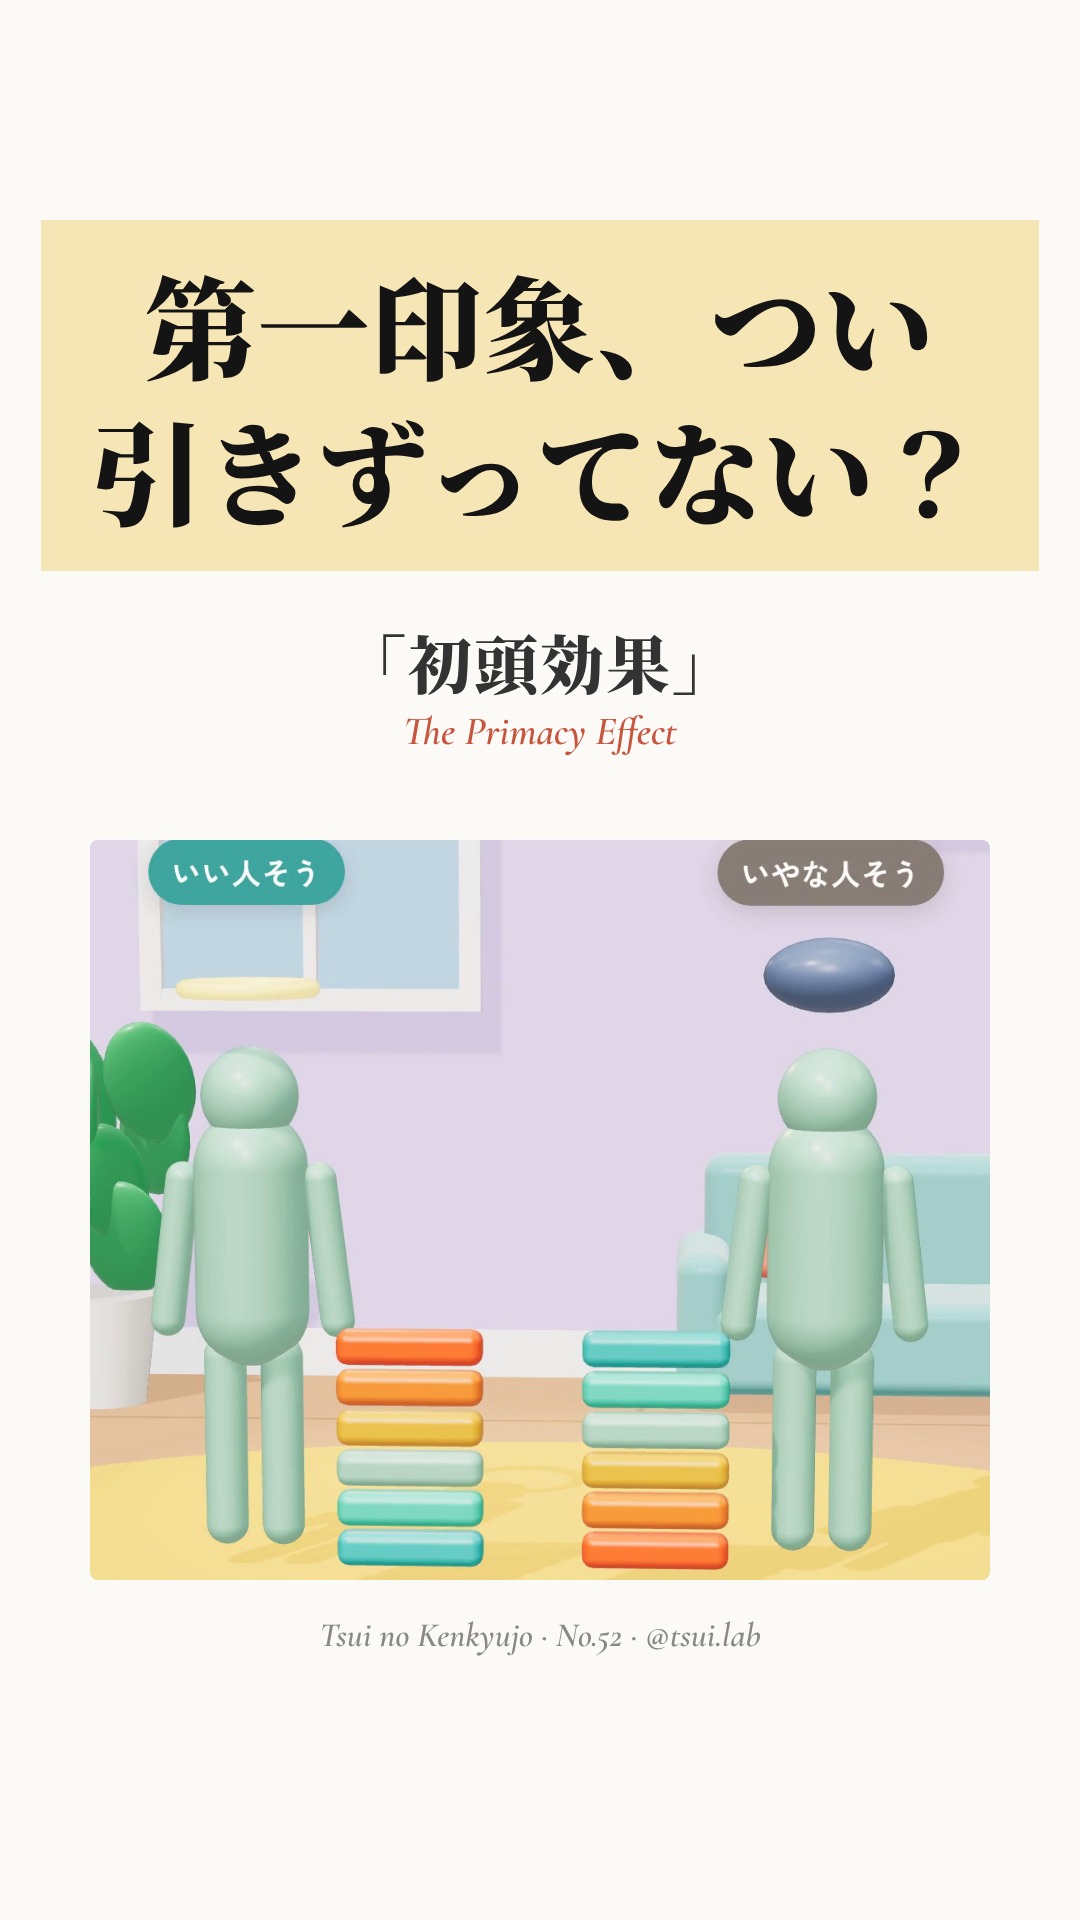 第一印象、つい
引きずってない？
「初頭効果」
The Primacy Effect
いい人そう
いやな人そう
Tsui no Kenkyujo · No.52 · @tsui.lab